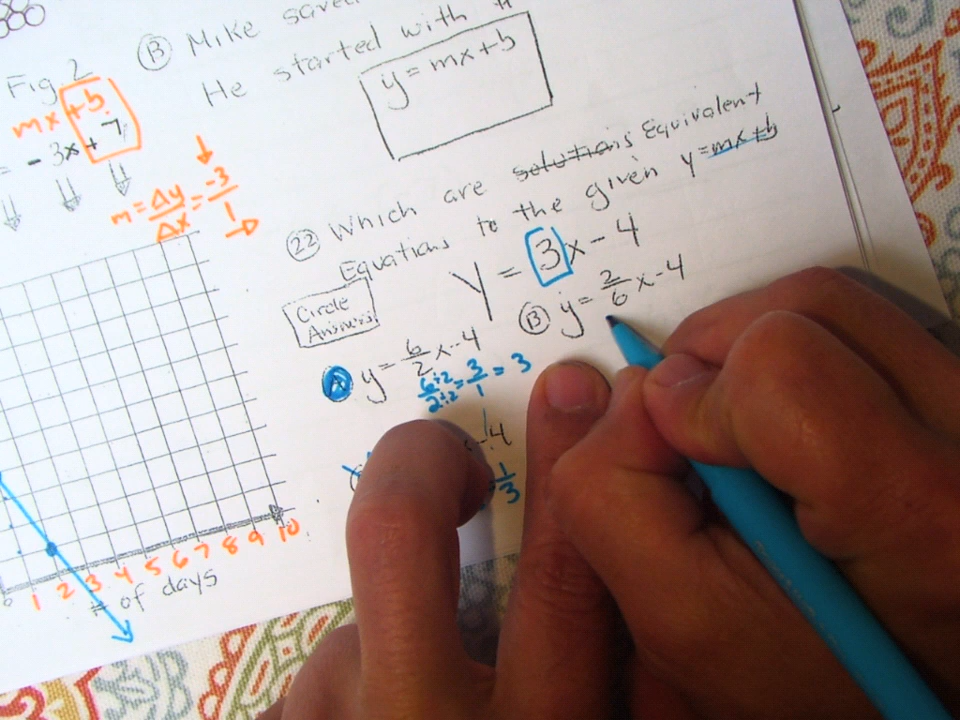 Fig 2
mx + b
= - 3x + 7
m = Δy/Δx = -3/1
1 2 3 4 5 6 7 8 9 10
# of days
B Mike saved
He started with #
y = mx + b
22 Which are solutions Equivalent
Equations to the given y = mx + b
y = 3x - 4
Circle
Answers!
A y = 6/2 x - 4
6÷2/2÷2 = 3/1 = 3
B y = 2/6 x - 4
- 4
1/3